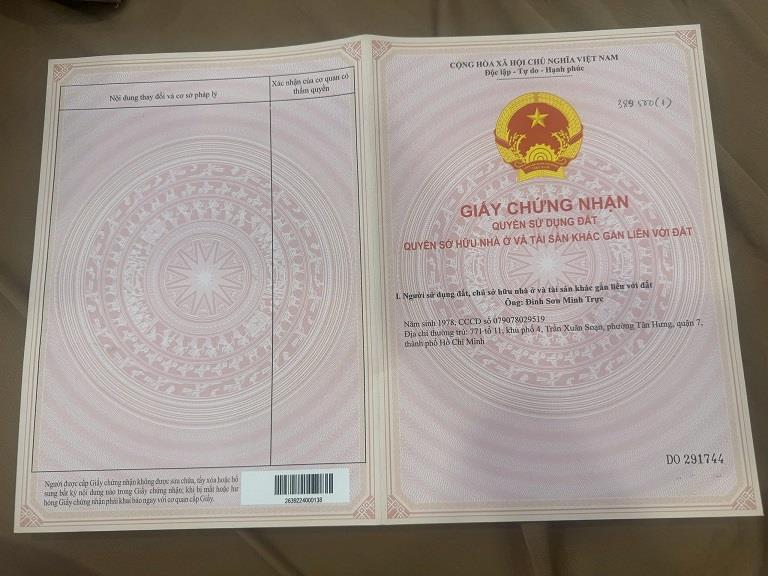 Nội dung thay đổi và cơ sở pháp lý
Xác nhận của cơ quan có
thẩm quyền
Người được cấp Giấy chứng nhận không được sửa chữa, tẩy xóa hoặc bổ
sung bất kỳ nội dung nào trong Giấy chứng nhận; khi bị mất hoặc hư
hỏng Giấy chứng nhận phải khai báo ngay với cơ quan cấp Giấy.
2639224000138
CỘNG HÒA XÃ HỘI CHỦ NGHĨA VIỆT NAM
Độc lập - Tự do - Hạnh phúc
389500(1)
GIẤY CHỨNG NHẬN
QUYỀN SỬ DỤNG ĐẤT
QUYỀN SỞ HỮU NHÀ Ở VÀ TÀI SẢN KHÁC GẮN LIỀN VỚI ĐẤT
I. Người sử dụng đất, chủ sở hữu nhà ở và tài sản khác gắn liền với đất
Ông: Đinh Sơn Minh Trực
Năm sinh 1978, CCCD số 079078029519
Địa chỉ thường trú: 771 tổ 11, khu phố 4, Trần Xuân Soạn, phường Tân Hưng, quận 7,
thành phố Hồ Chí Minh
DO 291744